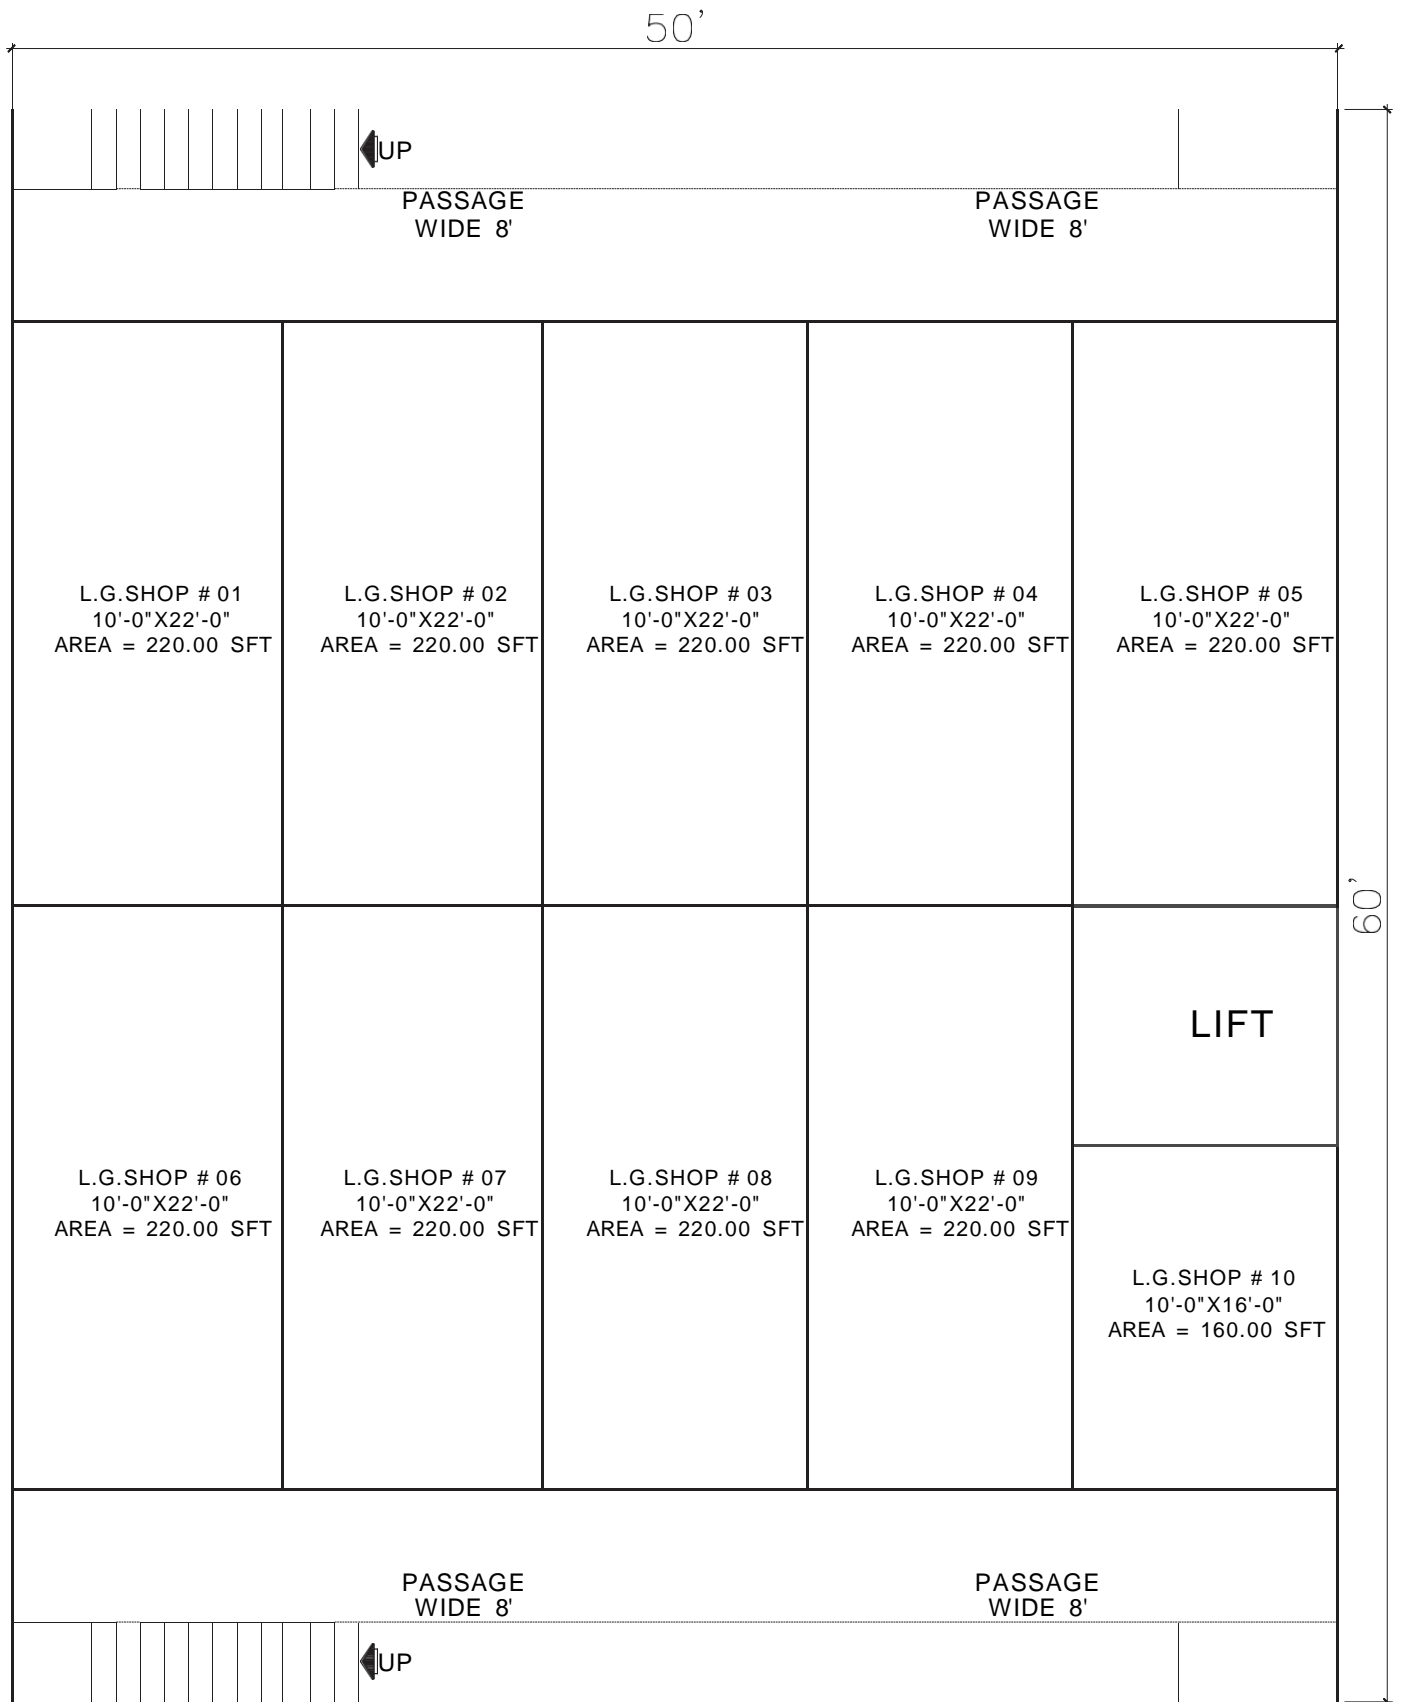 50'
UP
PASSAGE
WIDE 8'
PASSAGE
WIDE 8'
L.G.SHOP # 01
10'-0"X22'-0"
AREA = 220.00 SFT
L.G.SHOP # 02
10'-0"X22'-0"
AREA = 220.00 SFT
L.G.SHOP # 03
10'-0"X22'-0"
AREA = 220.00 SFT
L.G.SHOP # 04
10'-0"X22'-0"
AREA = 220.00 SFT
L.G.SHOP # 05
10'-0"X22'-0"
AREA = 220.00 SFT
60'
LIFT
L.G.SHOP # 06
10'-0"X22'-0"
AREA = 220.00 SFT
L.G.SHOP # 07
10'-0"X22'-0"
AREA = 220.00 SFT
L.G.SHOP # 08
10'-0"X22'-0"
AREA = 220.00 SFT
L.G.SHOP # 09
10'-0"X22'-0"
AREA = 220.00 SFT
L.G.SHOP # 10
10'-0"X16'-0"
AREA = 160.00 SFT
PASSAGE
WIDE 8'
PASSAGE
WIDE 8'
UP